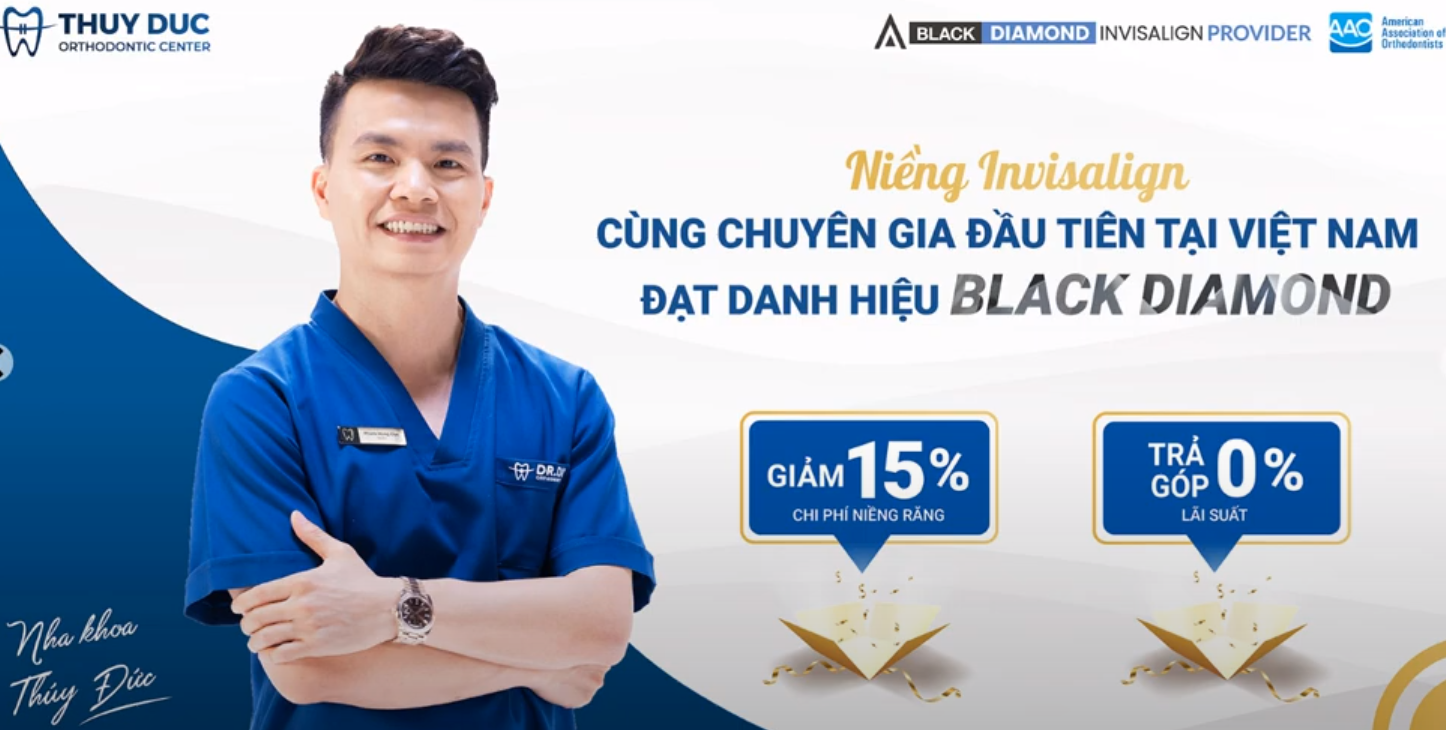 THUY DUC
ORTHODONTIC CENTER
BLACK DIAMOND INVISALIGN PROVIDER
AAO
American
Association of
Orthodontists
Niềng Invisalign
CÙNG CHUYÊN GIA ĐẦU TIÊN TẠI VIỆT NAM
ĐẠT DANH HIỆU BLACK DIAMOND
GIẢM 15%
CHI PHÍ NIỀNG RĂNG
TRẢ GÓP 0%
LÃI SUẤT
Nha khoa
Thúy Đức